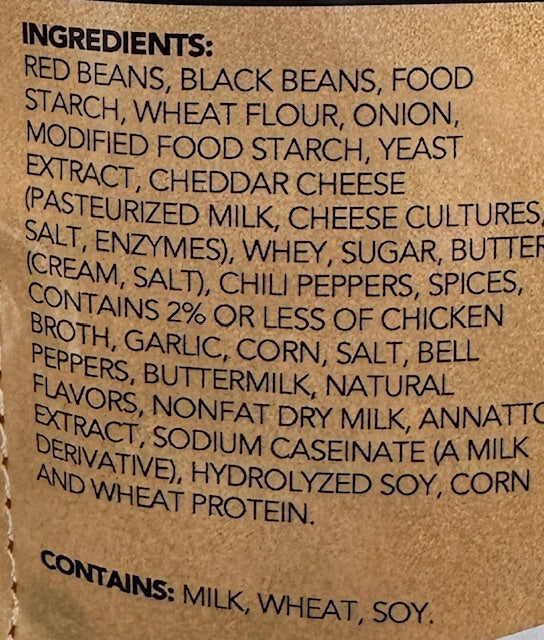 INGREDIENTS:
RED BEANS, BLACK BEANS, FOOD
STARCH, WHEAT FLOUR, ONION,
MODIFIED FOOD STARCH, YEAST
EXTRACT, CHEDDAR CHEESE
(PASTEURIZED MILK, CHEESE CULTURES,
SALT, ENZYMES), WHEY, SUGAR, BUTTER
(CREAM, SALT), CHILI PEPPERS, SPICES,
CONTAINS 2% OR LESS OF CHICKEN
BROTH, GARLIC, CORN, SALT, BELL
PEPPERS, BUTTERMILK, NATURAL
FLAVORS, NONFAT DRY MILK, ANNATTO
EXTRACT, SODIUM CASEINATE (A MILK
DERIVATIVE), HYDROLYZED SOY, CORN
AND WHEAT PROTEIN.
CONTAINS: MILK, WHEAT, SOY.